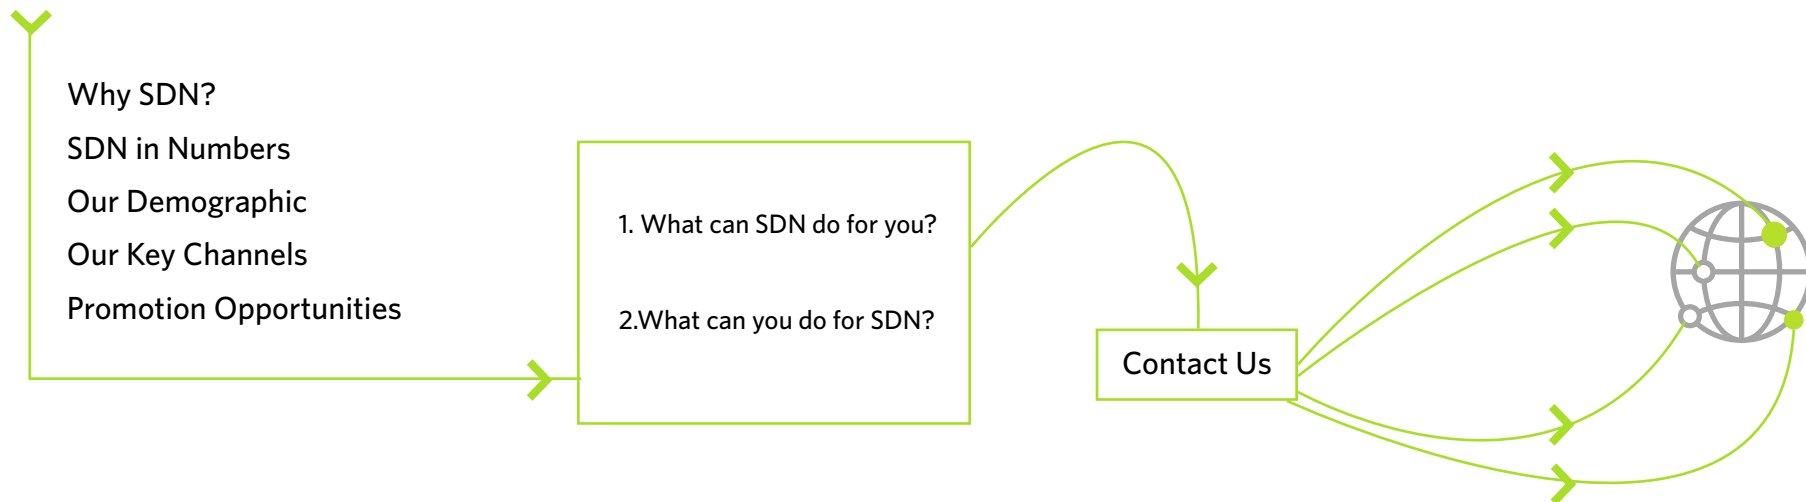 Why SDN?
SDN in Numbers
Our Demographic
Our Key Channels
Promotion Opportunities
1. What can SDN do for you?
2.What can you do for SDN?
Contact Us